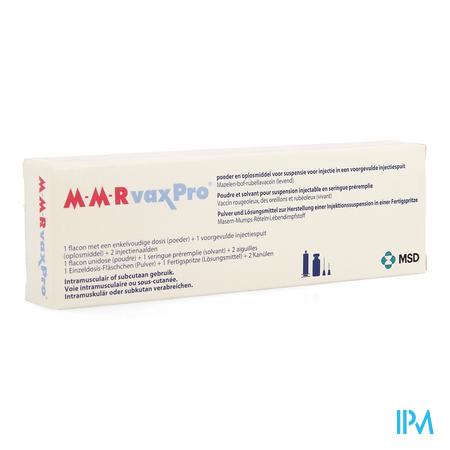 M-M-R vaxPro®
poeder en oplosmiddel voor suspensie voor injectie in een voorgevulde injectiespuit
Mazelen-bof-rubellavaccin (levend)
Poudre et solvant pour suspension injectable en seringue préremplie
Vaccin rougeoleux, des oreillons et rubéoleux (vivant)
Pulver und Lösungsmittel zur Herstellung einer Injektionssuspension in einer Fertigspritze
Masern-Mumps-Röteln-Lebendimpfstoff
1 flacon met een enkelvoudige dosis (poeder) + 1 voorgevulde injectiespuit
(oplosmiddel) + 2 injectienaalden
1 flacon unidose (poudre) + 1 seringue préremplie (solvant) + 2 aiguilles
1 Einzeldosis-Fläschchen (Pulver) + 1 Fertigspritze (Lösungsmittel) + 2 Kanülen
Intramusculair of subcutaan gebruik.
Voie intramusculaire ou sous-cutanée.
Intramuskulär oder subkutan verabreichen.
MSD
M-M-R
vaxPro®
IPM